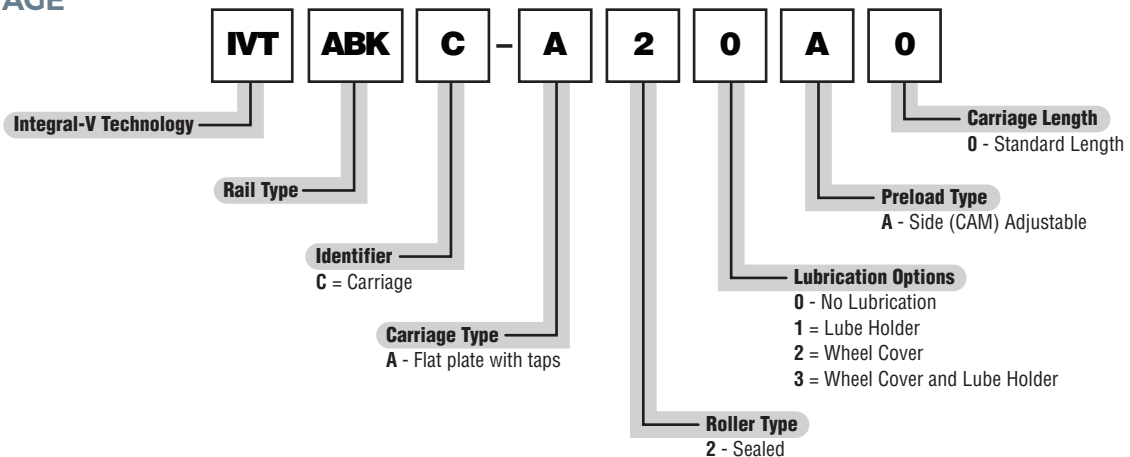 AGE
IVT ABK C - A 2 0 A 0
Integral-V Technology
Rail Type
Identifier
C = Carriage
Carriage Type
A - Flat plate with taps
Carriage Length
0 - Standard Length
Preload Type
A - Side (CAM) Adjustable
Lubrication Options
0 - No Lubrication
1 = Lube Holder
2 = Wheel Cover
3 = Wheel Cover and Lube Holder
Roller Type
2 - Sealed